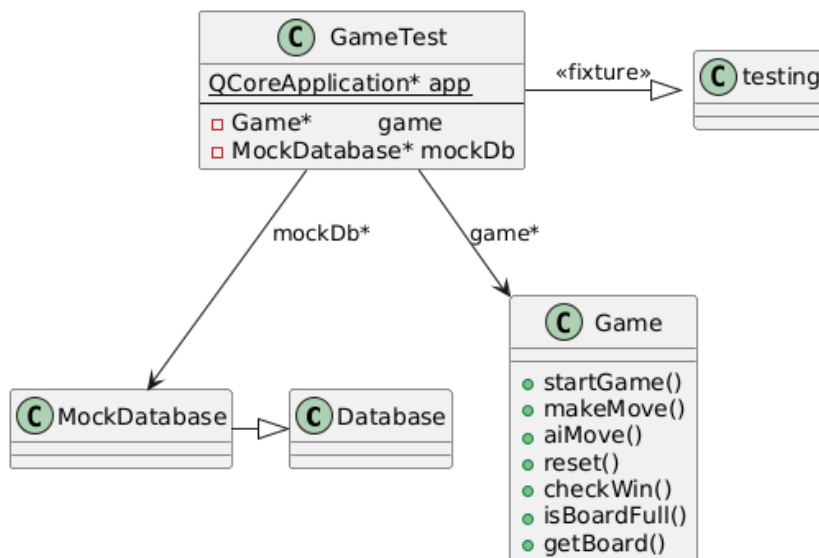 C GameTest
QCoreApplication* app
Game* game
MockDatabase* mockDb
«fixture»
C testing
mockDb*
game*
C MockDatabase
C Database
C Game
startGame()
makeMove()
aiMove()
reset()
checkWin()
isBoardFull()
getBoard()